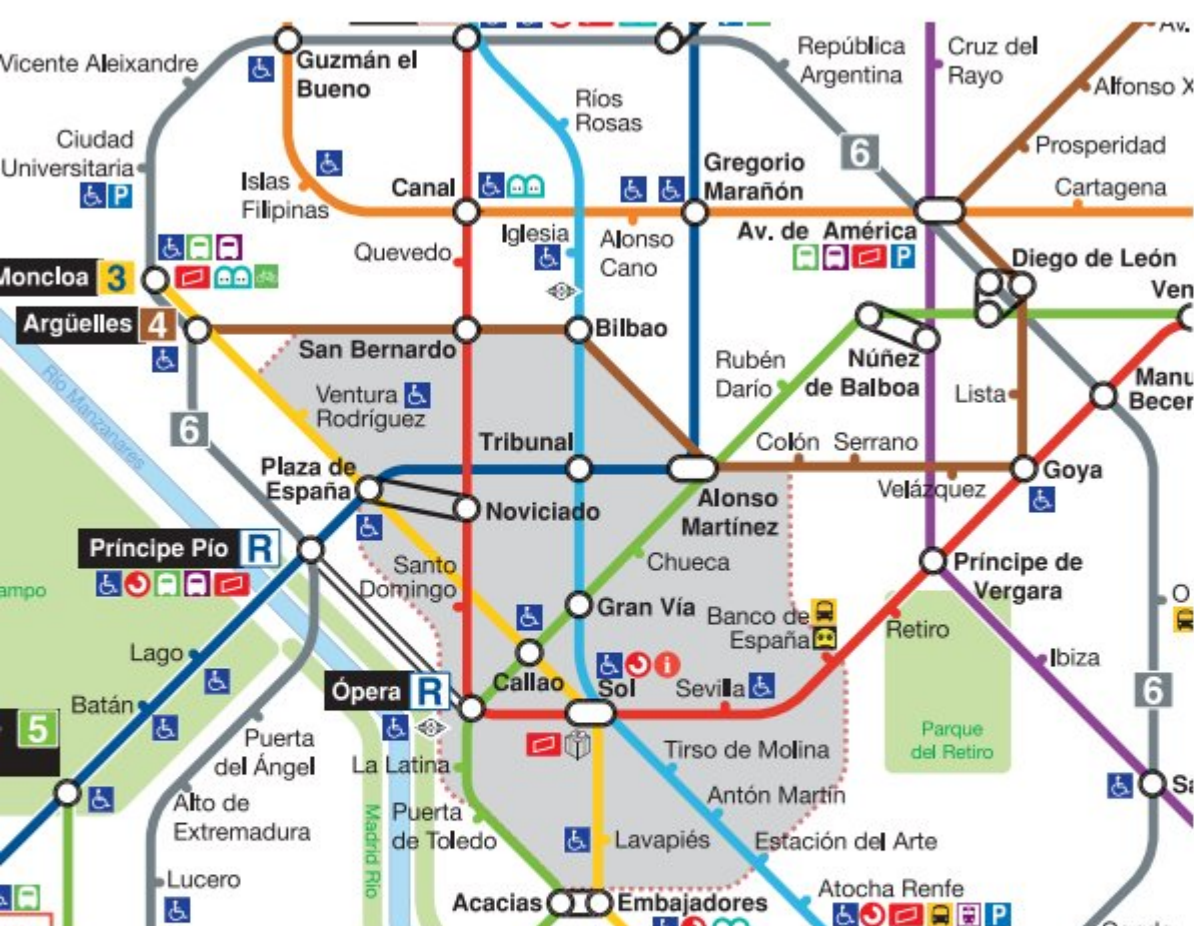 Av.
Guzmán el
Bueno
Vicente Aleixandre
República
Argentina
Cruz del
Rayo
Alfonso X
Ríos
Rosas
Ciudad
Universitaria
P
6
Prosperidad
Islas
Filipinas
Canal
Gregorio
Marañón
Cartagena
Quevedo
Iglesia
Alonso
Cano
Av. de América
P
Diego de León
Moncloa 3
Argüelles 4
San Bernardo
Bilbao
Rubén
Darío
Núñez
de Balboa
Lista
Río Manzanares
Ventura
Rodríguez
6
Tribunal
Colón
Serrano
Velázquez
Goya
Plaza de
España
Noviciado
Alonso
Martínez
Príncipe Pío R
Santo
Domingo
Chueca
Príncipe de
Vergara
Gran Vía
Banco de
España
Retiro
Lago
Ibiza
Callao
Sol
Sevilla
Ópera R
6
Batán
5
Puerta
del Ángel
La Latina
Tirso de Molina
Parque
del Retiro
Alto de
Extremadura
Madrid Río
Puerta
de Toledo
Antón Martín
Lavapiés
Estación del Arte
Lucero
Acacias
Embajadores
Atocha Renfe
P